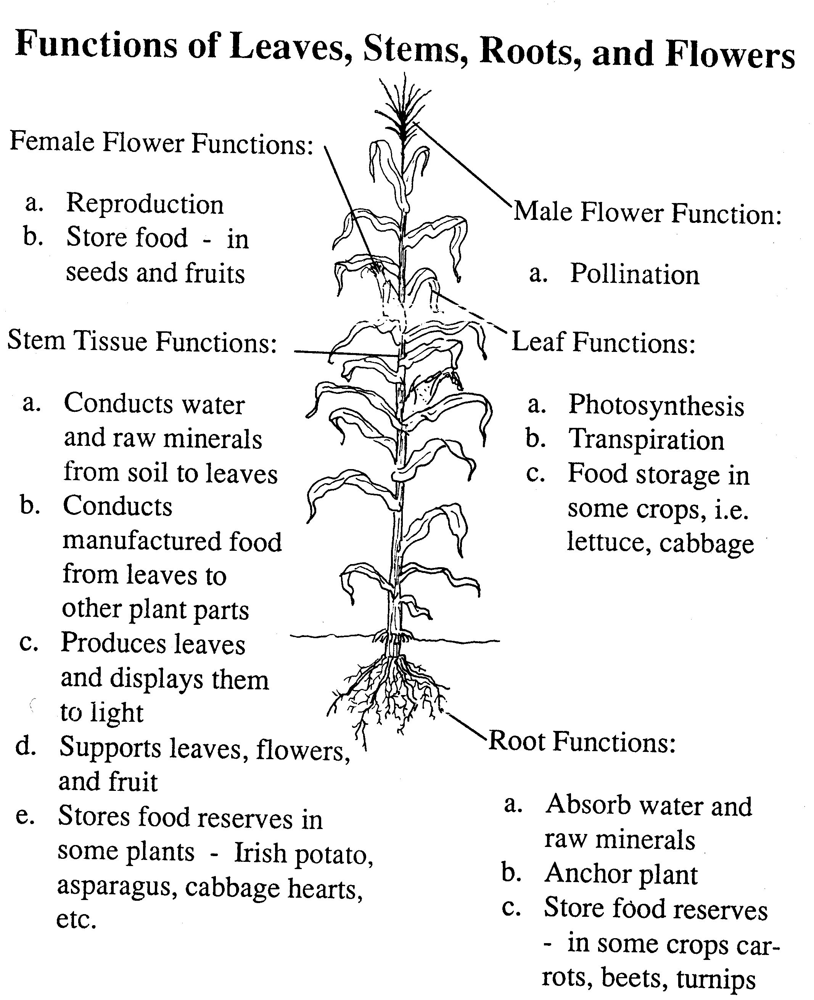 Functions of Leaves, Stems, Roots, and Flowers
Female Flower Functions:
a. Reproduction
b. Store food - in
seeds and fruits
Male Flower Function:
a. Pollination
Stem Tissue Functions:
a. Conducts water
and raw minerals
from soil to leaves
b. Conducts
manufactured food
from leaves to
other plant parts
c. Produces leaves
and displays them
to light
d. Supports leaves, flowers,
and fruit
e. Stores food reserves in
some plants - Irish potato,
asparagus, cabbage hearts,
etc.
Leaf Functions:
a. Photosynthesis
b. Transpiration
c. Food storage in
some crops, i.e.
lettuce, cabbage
Root Functions:
a. Absorb water and
raw minerals
b. Anchor plant
c. Store food reserves
- in some crops car-
rots, beets, turnips